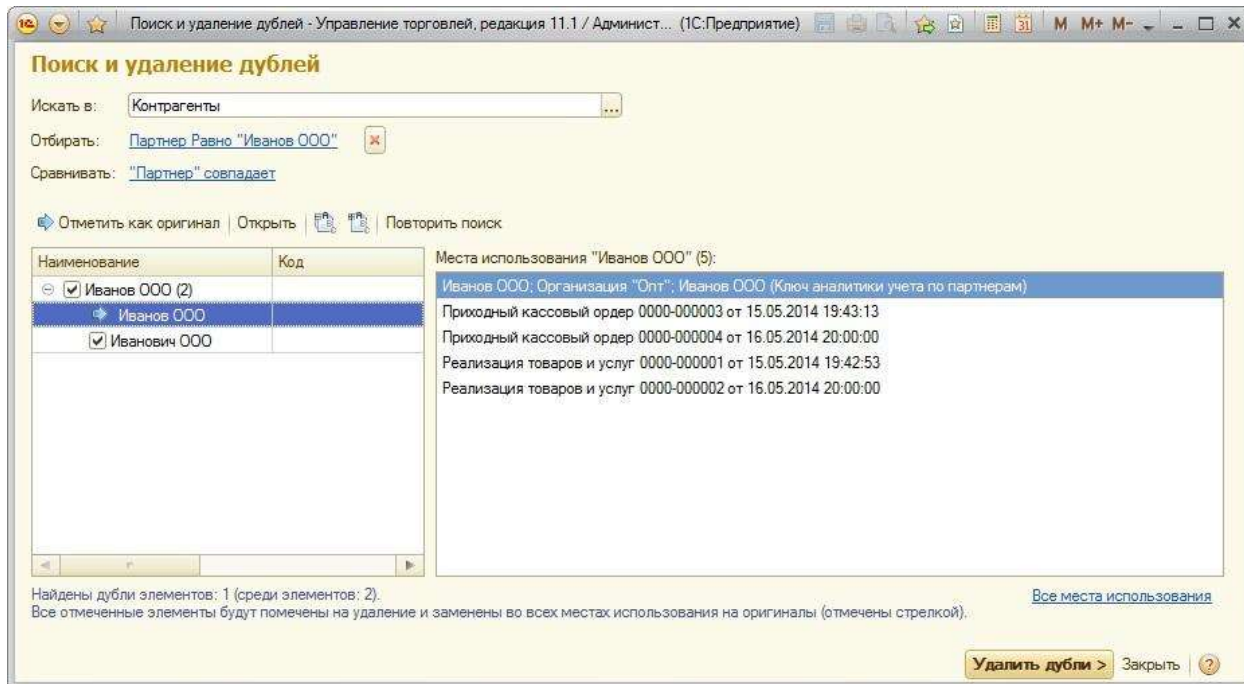 Поиск и удаление дублей - Управление торговлей, редакция 11.1 / Админист... (1С:Предприятие) 31 M M+ M-
Поиск и удаление дублей
Искать в: Контрагенты ...
Отбирать: Партнер Равно "Иванов ООО"
Сравнивать: "Партнер" совпадает
Отметить как оригинал Открыть Повторить поиск
Наименование Код
Иванов ООО (2)
Иванов ООО
Иванович ООО
Места использования "Иванов ООО" (5):
Иванов ООО; Организация "Опт"; Иванов ООО (Ключ аналитики учета по партнерам)
Приходный кассовый ордер 0000-000003 от 15.05.2014 19:43:13
Приходный кассовый ордер 0000-000004 от 16.05.2014 20:00:00
Реализация товаров и услуг 0000-000001 от 15.05.2014 19:42:53
Реализация товаров и услуг 0000-000002 от 16.05.2014 20:00:00
Найдены дубли элементов: 1 (среди элементов: 2).
Все отмеченные элементы будут помечены на удаление и заменены во всех местах использования на оригиналы (отмечены стрелкой).
Все места использования
Удалить дубли > Закрыть ?